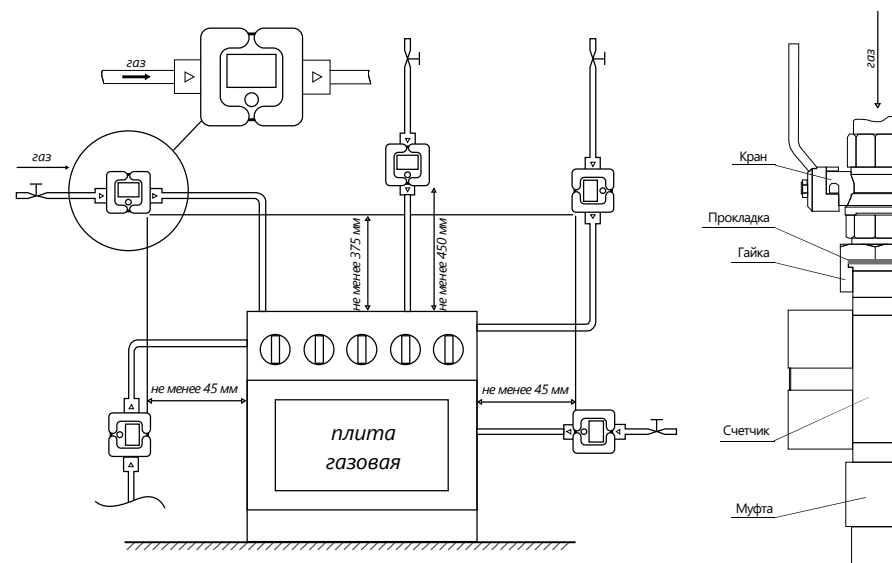 газ
газ
не менее 375 мм
не менее 450 мм
не менее 45 мм
не менее 45 мм
плита
газовая
газ
Кран
Прокладка
Гайка
Счетчик
Муфта